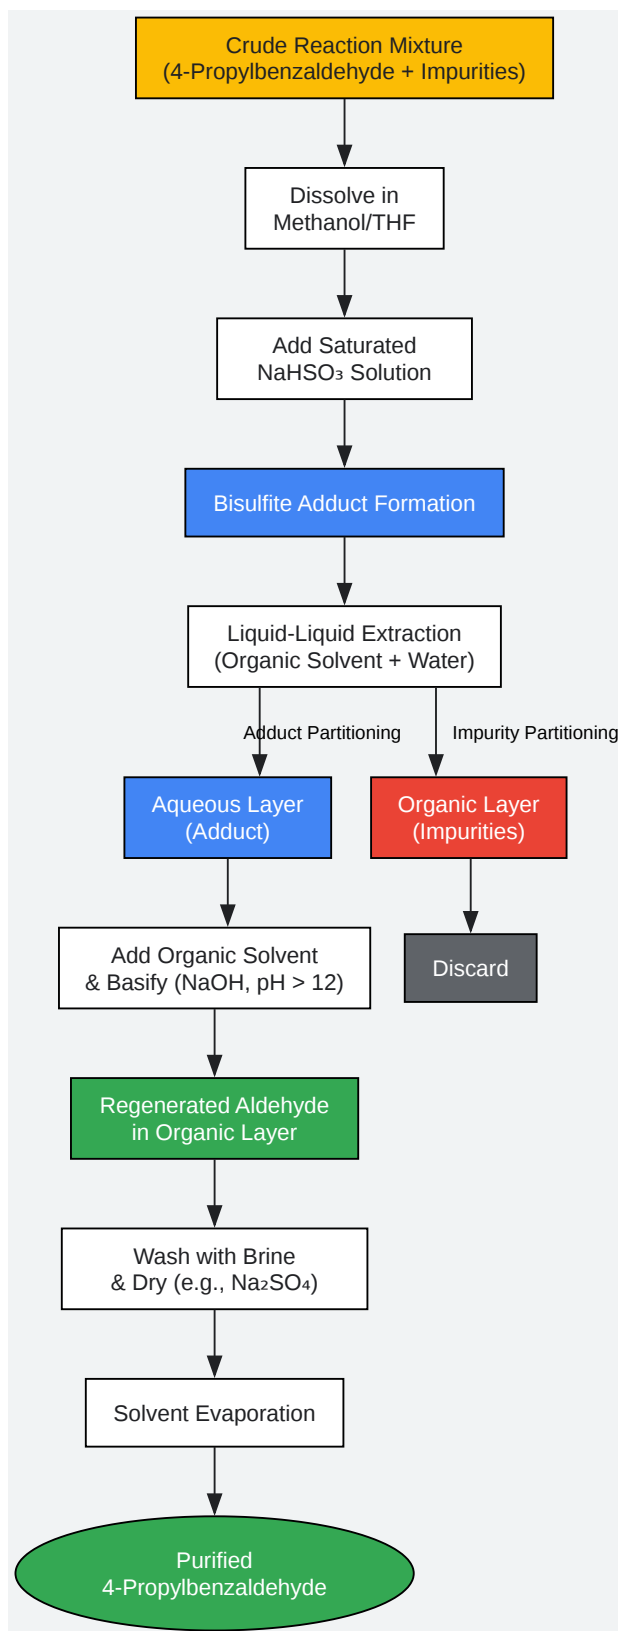 Crude Reaction Mixture
(4-Propylbenzaldehyde + Impurities)
Dissolve in
Methanol/THF
Add Saturated
NaHSO₃ Solution
Bisulfite Adduct Formation
Liquid-Liquid Extraction
(Organic Solvent + Water)
Adduct Partitioning
Impurity Partitioning
Aqueous Layer
(Adduct)
Organic Layer
(Impurities)
Add Organic Solvent
& Basify (NaOH, pH > 12)
Discard
Regenerated Aldehyde
in Organic Layer
Wash with Brine
& Dry (e.g., Na₂SO₄)
Solvent Evaporation
Purified
4-Propylbenzaldehyde